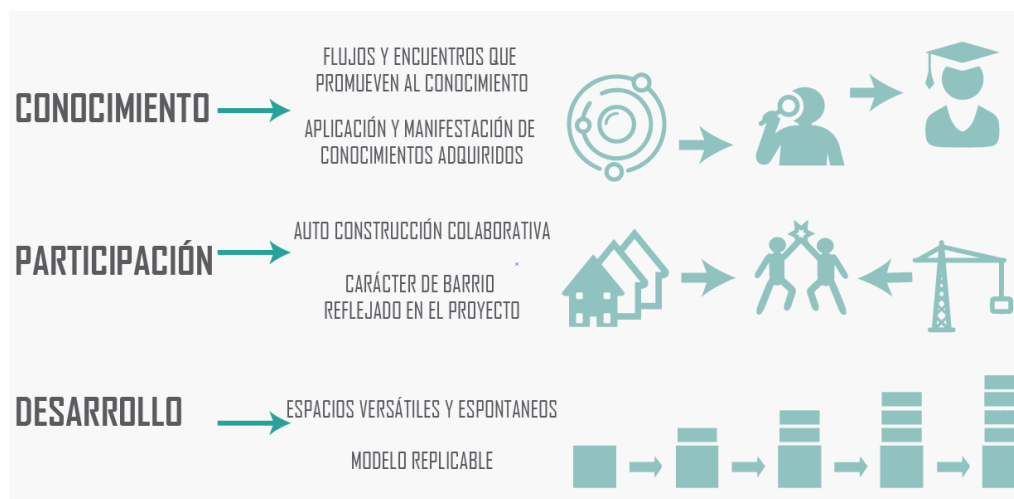 CONOCIMIENTO
FLUJOS Y ENCUENTROS QUE
PROMUEVEN AL CONOCIMIENTO
APLICACIÓN Y MANIFESTACIÓN DE
CONOCIMIENTOS ADQUIRIDOS
PARTICIPACIÓN
AUTO CONSTRUCCIÓN COLABORATIVA
CARÁCTER DE BARRIO
REFLEJADO EN EL PROYECTO
DESARROLLO
ESPACIOS VERSÁTILES Y ESPONTANEOS
MODELO REPLICABLE